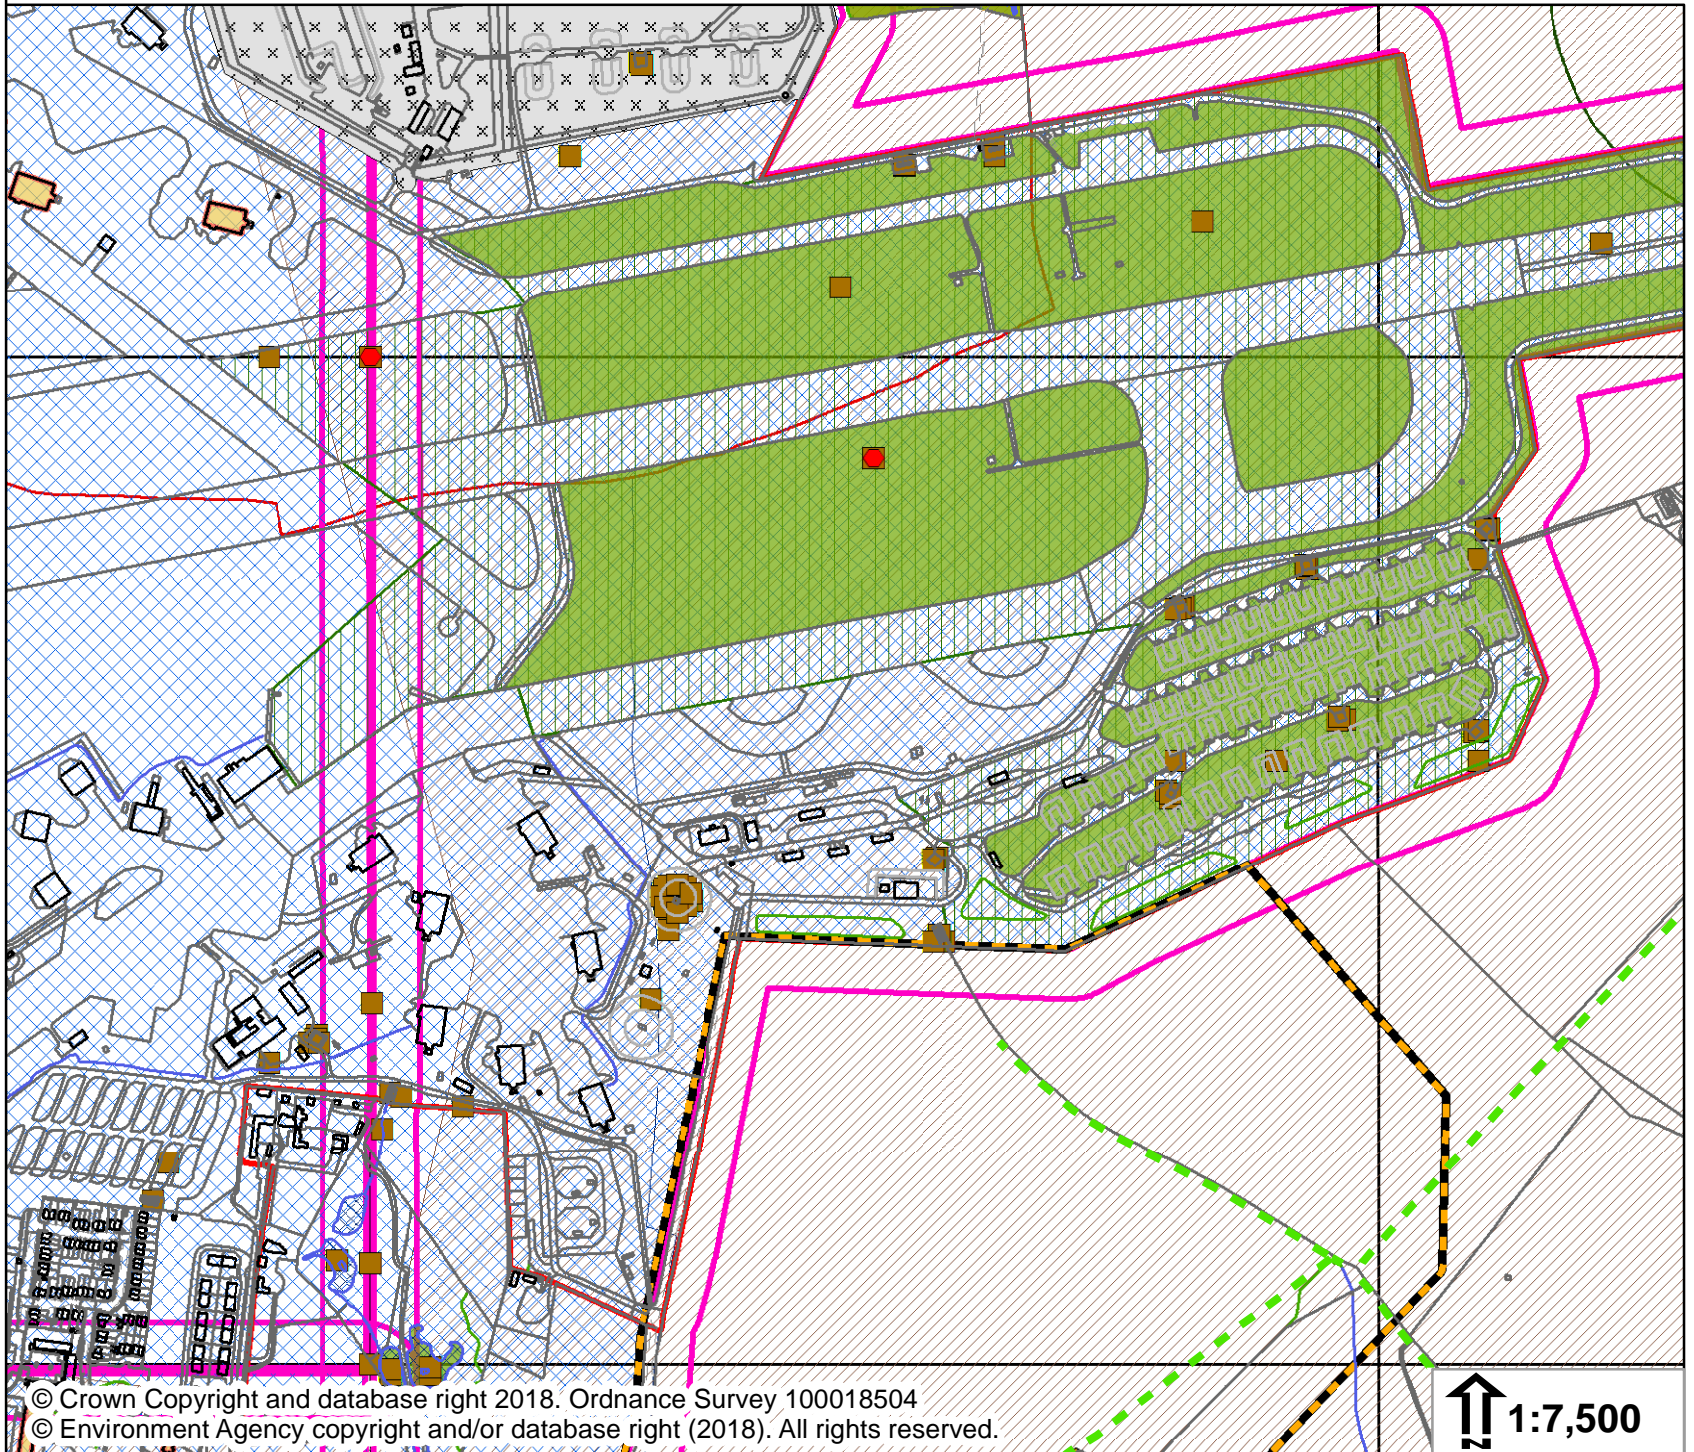 © Crown Copyright and database right 2018. Ordnance Survey 100018504
© Environment Agency copyright and/or database right (2018). All rights reserved.
N
1:7,500